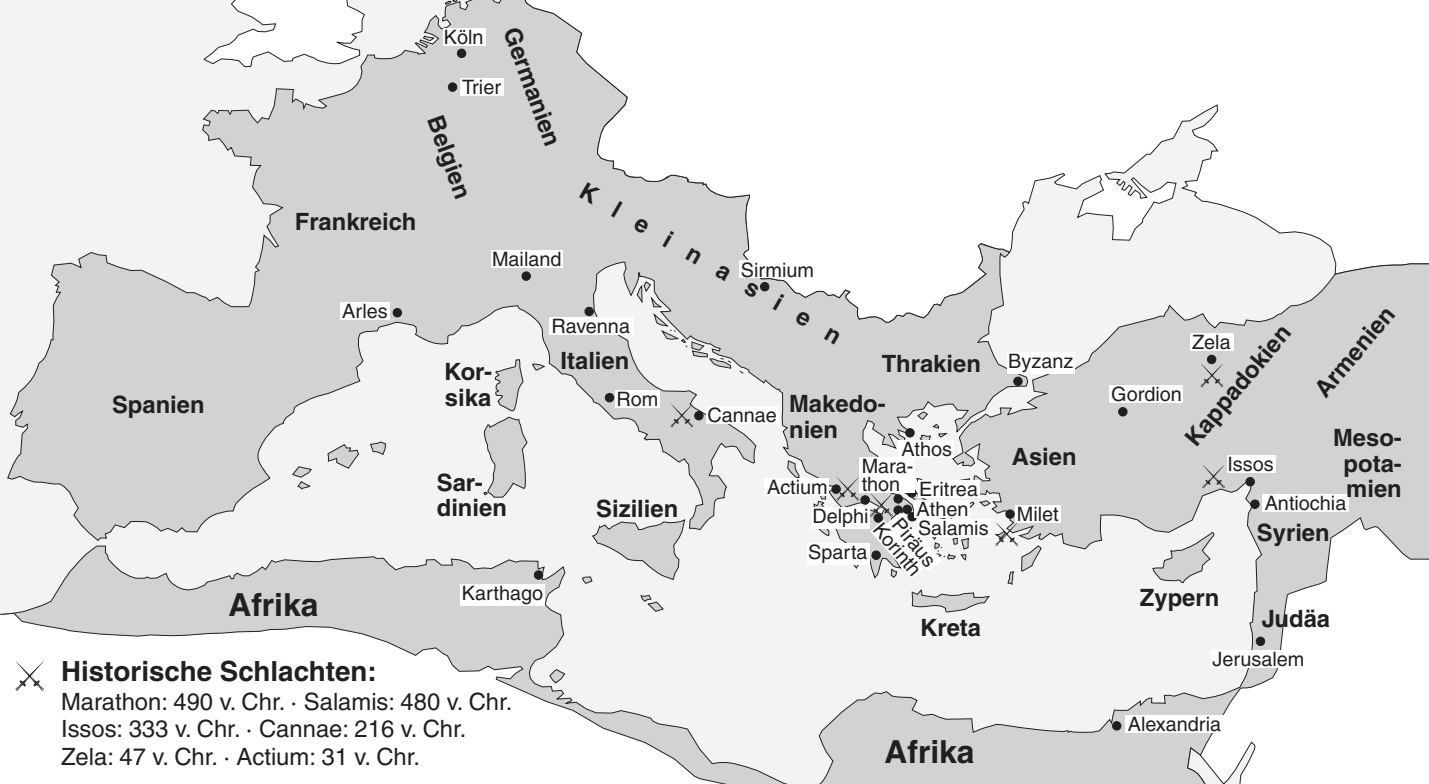 Köln
Germanien
Trier
Belgien
Kleinasien
Frankreich
Mailand
Sirmium
Arles
Ravenna
Italien
Thrakien
Byzanz
Zela
Kappadokien
Armenien
Kor-
sika
Spanien
Rom
Cannae
Makedo-
nien
Gordion
Athos
Asien
Meso-
pota-
mien
Mara-
thon
Issos
Sar-
dinien
Sizilien
Actium
Eritrea
Antiochia
Delphi
Athen
Milet
Salamis
Syrien
Piräus
Korinth
Sparta
Karthago
Afrika
Zypern
Kreta
Judäa
Jerusalem
Historische Schlachten:
Marathon: 490 v. Chr. · Salamis: 480 v. Chr.
Issos: 333 v. Chr. · Cannae: 216 v. Chr.
Zela: 47 v. Chr. · Actium: 31 v. Chr.
Alexandria
Afrika